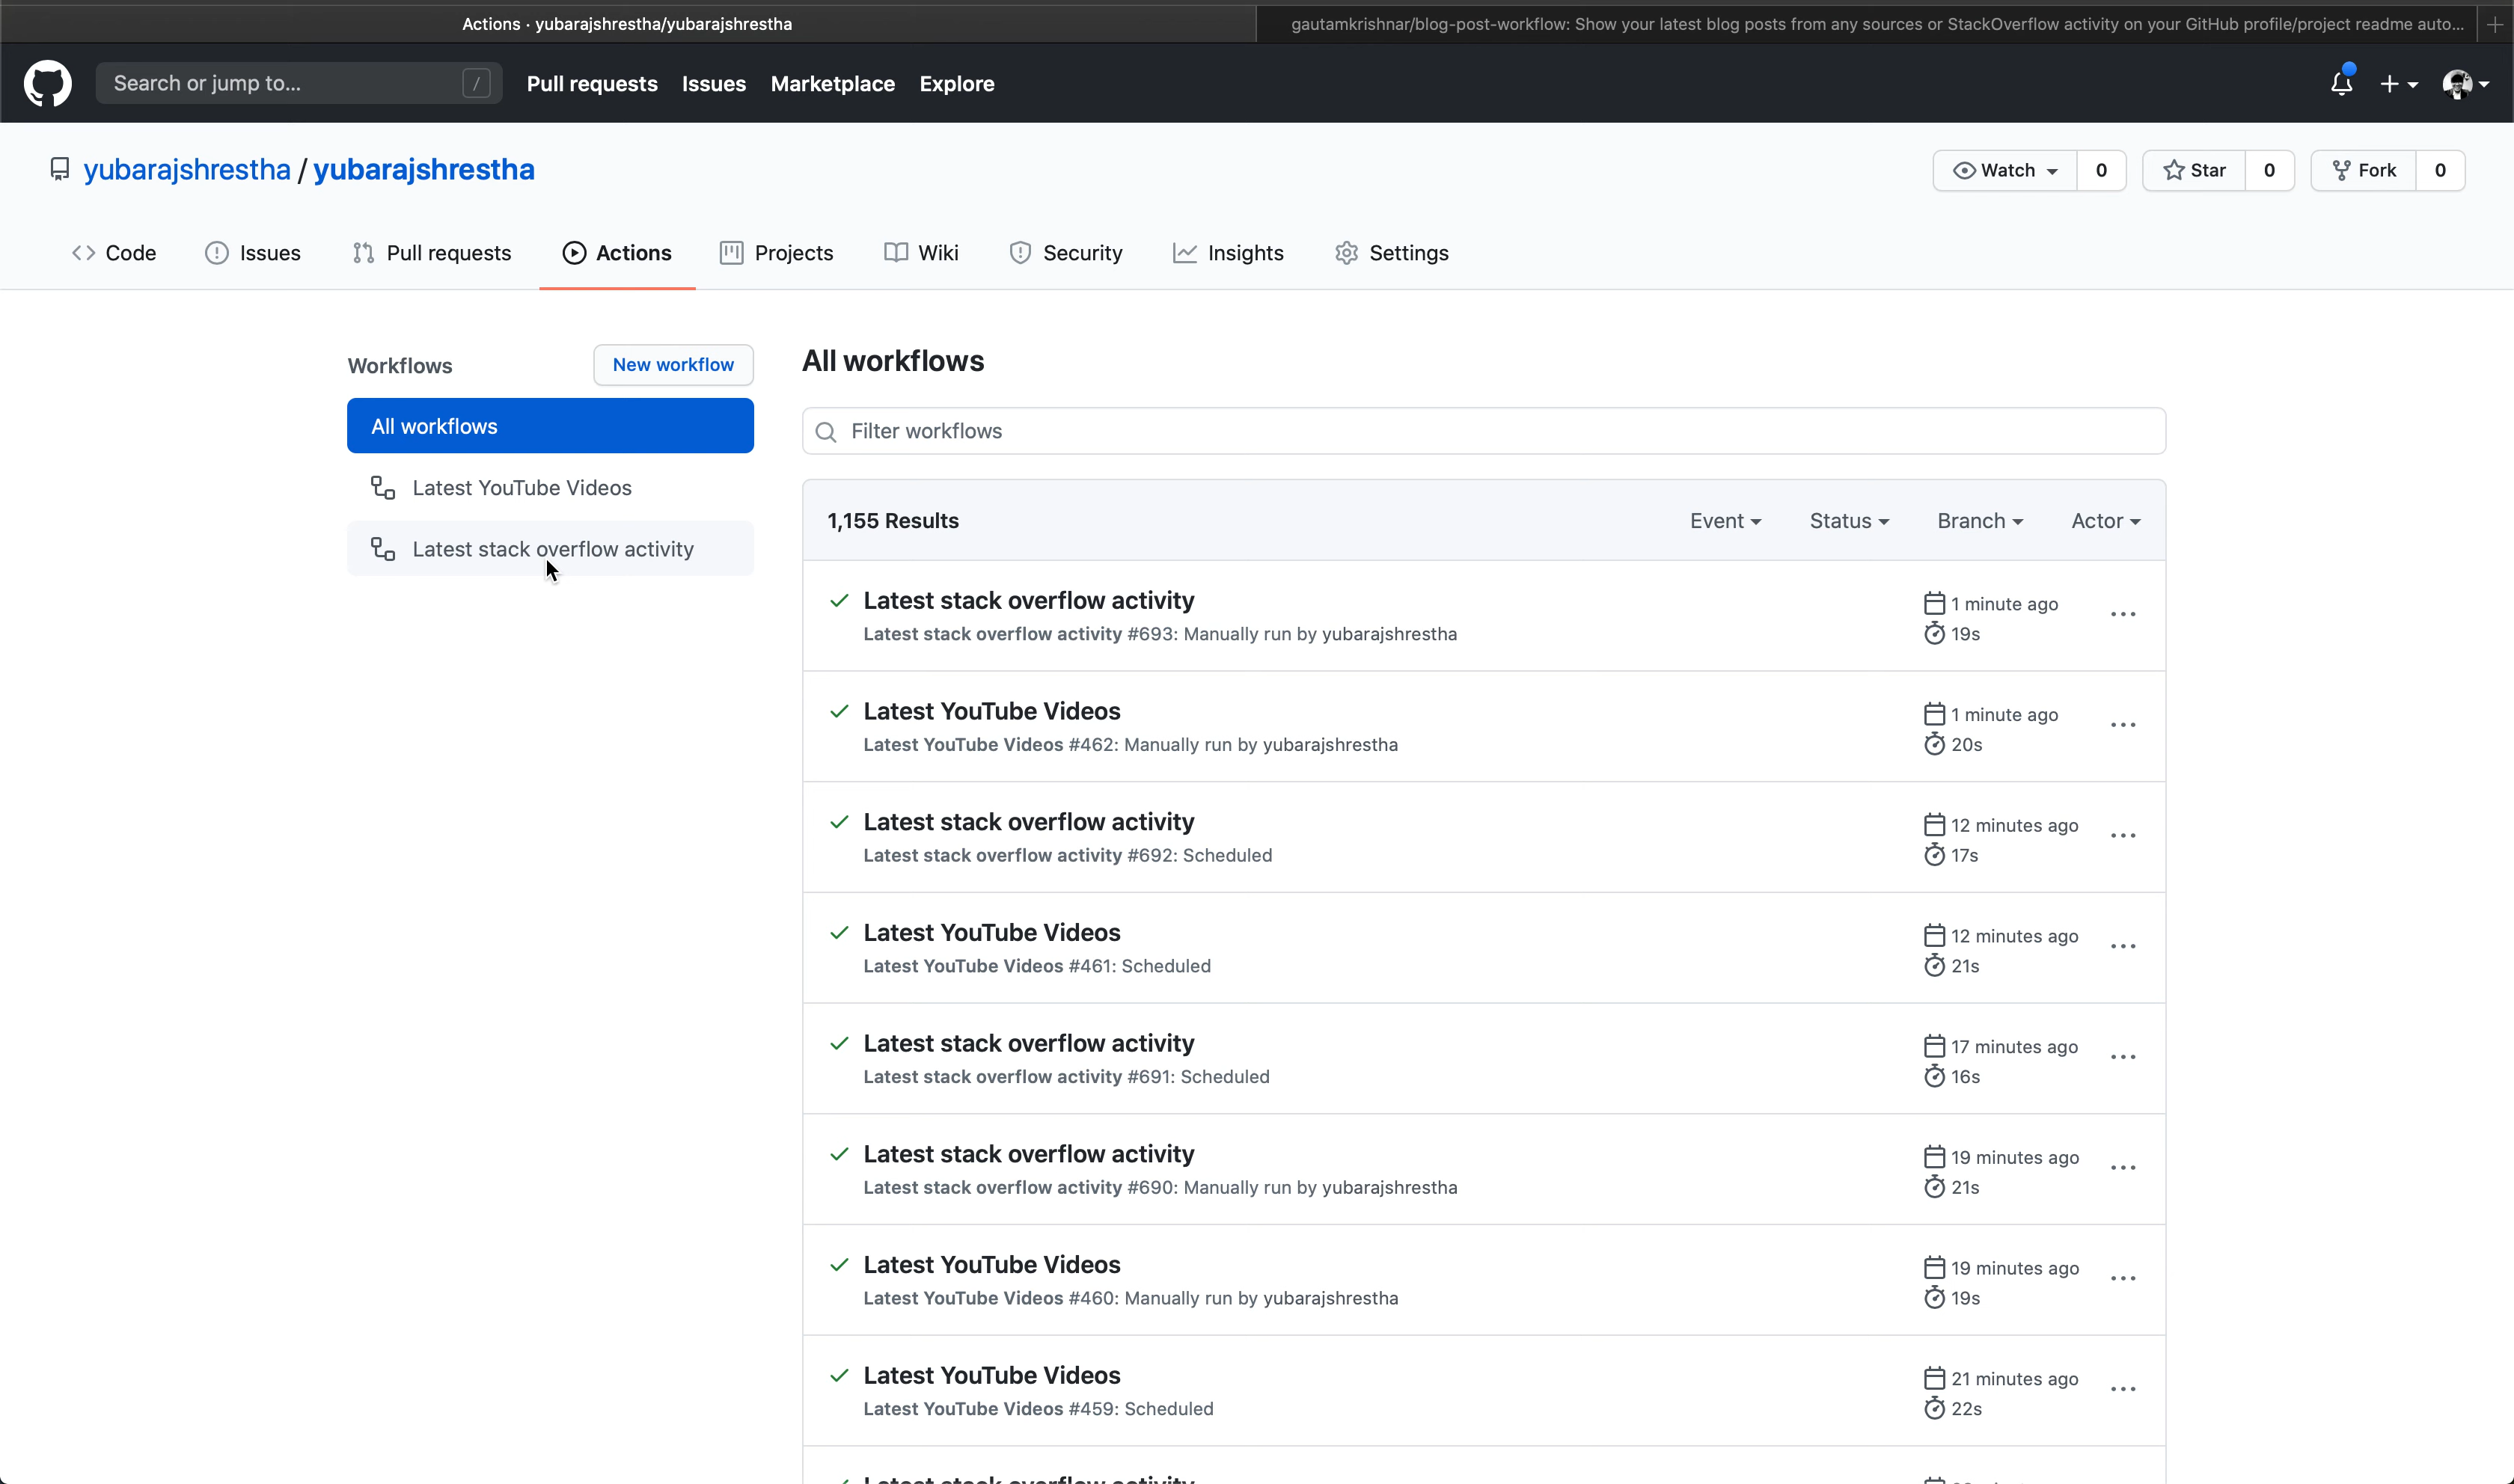 Actions · yubarajshrestha/yubarajshrestha
gautamkrishnar/blog-post-workflow: Show your latest blog posts from any sources or StackOverflow activity on your GitHub profile/project readme auto...
Search or jump to... /
Pull requests Issues Marketplace Explore
yubarajshrestha / yubarajshrestha
Watch 0 Star 0 Fork 0
Code Issues Pull requests Actions Projects Wiki Security Insights Settings
Workflows
New workflow
All workflows
Latest YouTube Videos
Latest stack overflow activity
All workflows
Filter workflows
1,155 Results
Event Status Branch Actor
Latest stack overflow activity
Latest stack overflow activity #693: Manually run by yubarajshrestha
1 minute ago
19s
Latest YouTube Videos
Latest YouTube Videos #462: Manually run by yubarajshrestha
1 minute ago
20s
Latest stack overflow activity
Latest stack overflow activity #692: Scheduled
12 minutes ago
17s
Latest YouTube Videos
Latest YouTube Videos #461: Scheduled
12 minutes ago
21s
Latest stack overflow activity
Latest stack overflow activity #691: Scheduled
17 minutes ago
16s
Latest stack overflow activity
Latest stack overflow activity #690: Manually run by yubarajshrestha
19 minutes ago
21s
Latest YouTube Videos
Latest YouTube Videos #460: Manually run by yubarajshrestha
19 minutes ago
19s
Latest YouTube Videos
Latest YouTube Videos #459: Scheduled
21 minutes ago
22s
Latest stack overflow activity